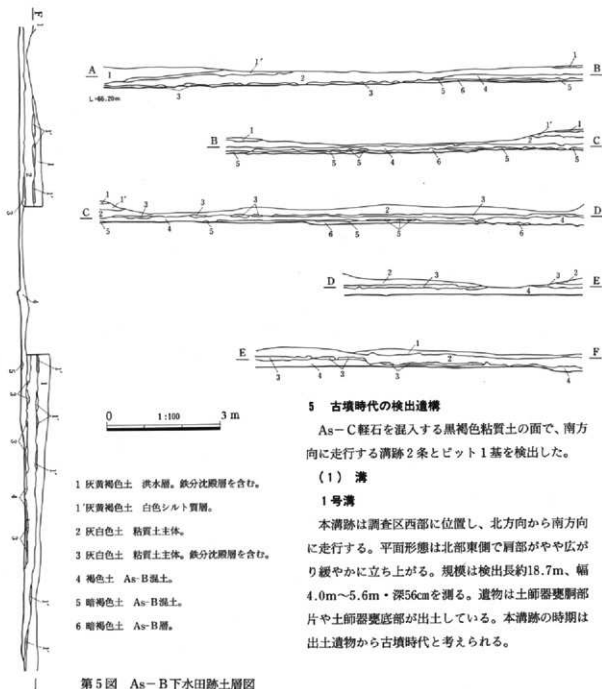 A
B
L=66.20m
B
C
C
D
D
E
E
F
0 1:100 3 m
1 灰黄褐色土 洪水層。鉄分沈殿層を含む。
1'灰黄褐色土 白色シルト質層。
2 灰白色土 粘質土主体。
3 灰白色土 粘質土主体。鉄分沈殿層を含む。
4 褐色土 As-B混土。
5 暗褐色土 As-B混土。
6 暗褐色土 As-B層。
第5図 As-B下水田跡土層図
5 古墳時代の検出遺構
As-C軽石を混入する黒褐色粘質土の面で、南方
向に走行する溝跡2条とピット1基を検出した。
(1) 溝
1号溝
本溝跡は調査区西部に位置し、北方向から南方向
に走行する。平面形態は北部東側で肩部がやや広が
り緩やかに立ち上がる。規模は検出長約18.7m、幅
4.0m～5.6m・深56㎝を測る。遺物は土師器甕胴部
片や土師器甕底部が出土している。本溝跡の時期は
出土遺物から古墳時代と考えられる。